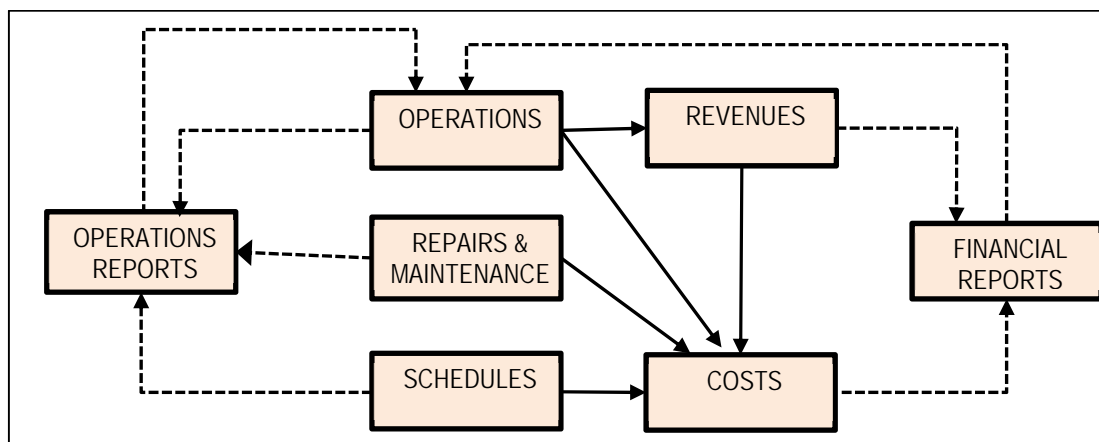 OPERATIONS
REVENUES
OPERATIONS
REPORTS
REPAIRS &
MAINTENANCE
FINANCIAL
REPORTS
SCHEDULES
COSTS